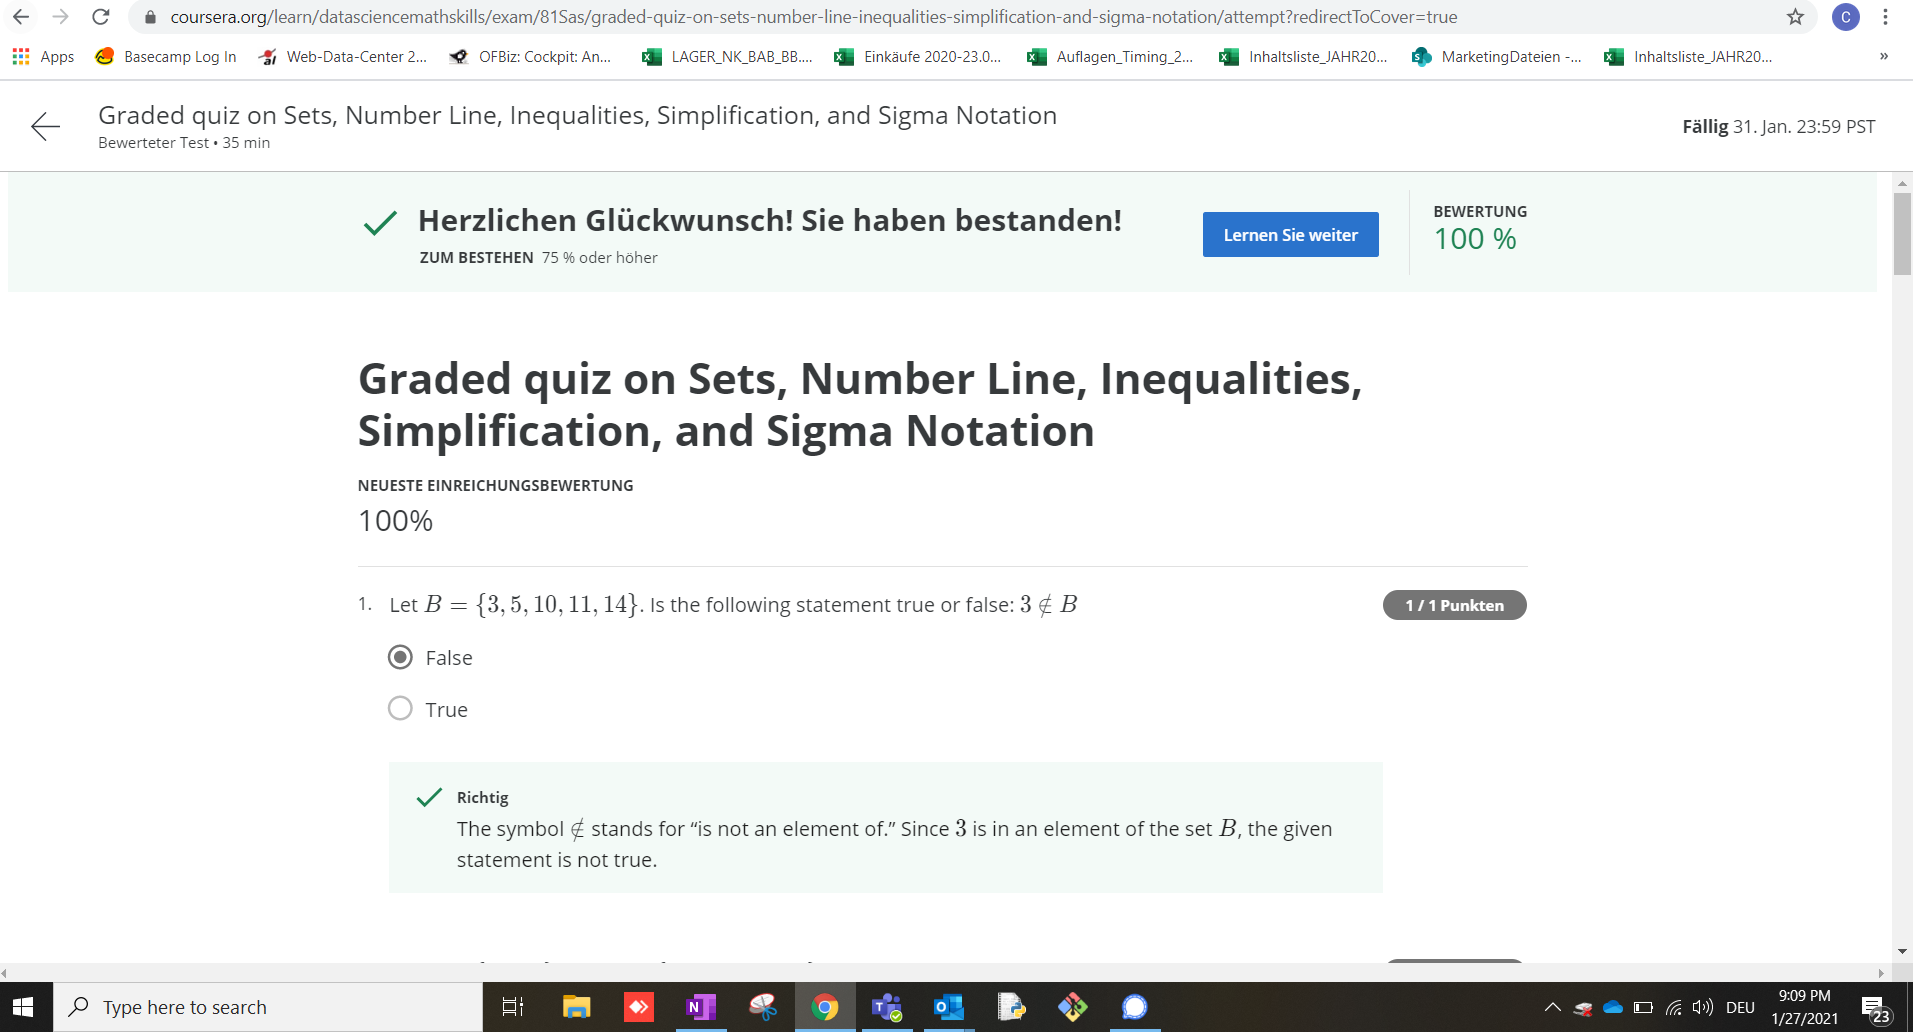 coursera.org/learn/datasciencemathskills/exam/81Sas/graded-quiz-on-sets-number-line-inequalities-simplification-and-sigma-notation/attempt?redirectToCover=true
C
Apps Basecamp Log In Web-Data-Center 2... OFBiz: Cockpit: An... LAGER_NK_BAB_BB.... Einkäufe 2020-23.0... Auflagen_Timing_2... Inhaltsliste_JAHR20... MarketingDateien -... Inhaltsliste_JAHR20... »
Graded quiz on Sets, Number Line, Inequalities, Simplification, and Sigma Notation
Bewerteter Test • 35 min
Fällig 31. Jan. 23:59 PST
Herzlichen Glückwunsch! Sie haben bestanden!
ZUM BESTEHEN 75 % oder höher
Lernen Sie weiter
BEWERTUNG
100 %
Graded quiz on Sets, Number Line, Inequalities,
Simplification, and Sigma Notation
NEUESTE EINREICHUNGSBEWERTUNG
100%
1. Let B = {3, 5, 10, 11, 14}. Is the following statement true or false: 3 ∉ B
1 / 1 Punkten
False
True
Richtig
The symbol ∉ stands for “is not an element of.” Since 3 is in an element of the set B, the given
statement is not true.
Type here to search
DEU
9:09 PM
1/27/2021
23